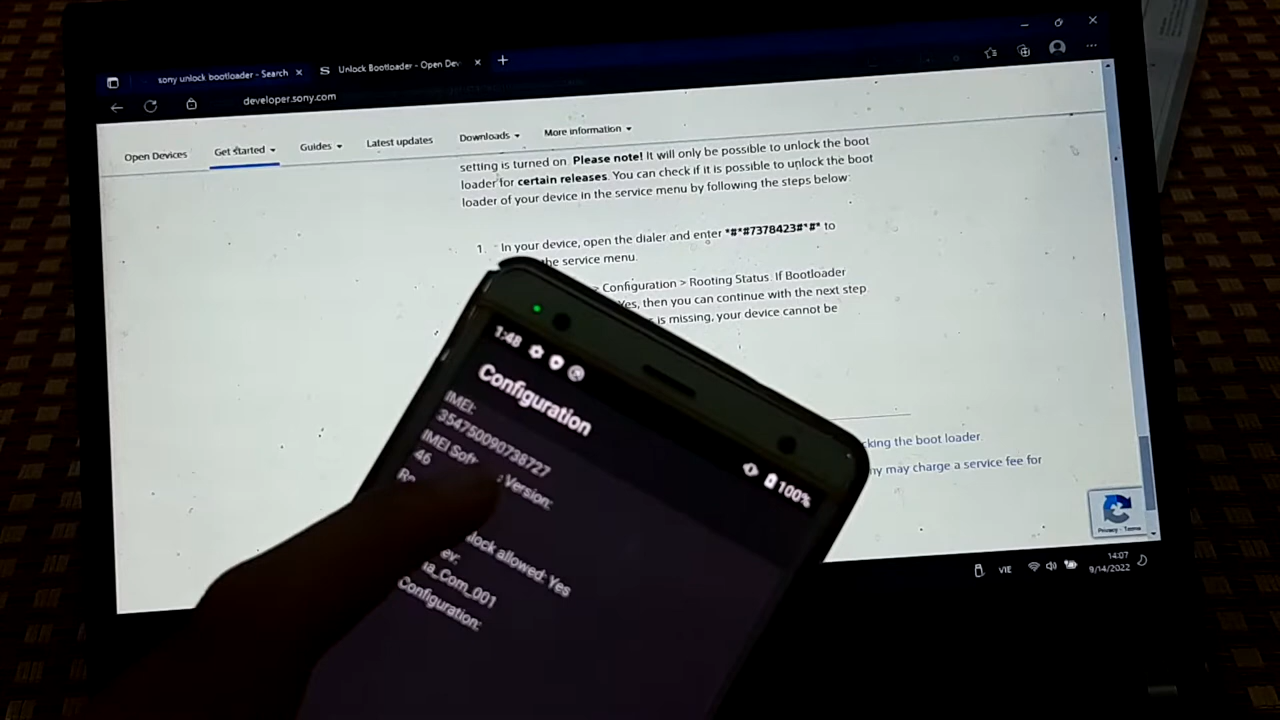 sony unlock bootloader - Search
Unlock Bootloader - Open Dev
developer.sony.com
Open Devices
Get started
Guides
Latest updates
Downloads
More information
setting is turned on. Please note! It will only be possible to unlock the boot
loader for certain releases. You can check if it is possible to unlock the boot
loader of your device in the service menu by following the steps below:
1. In your device, open the dialer and enter *#*#7378423#*#* to
the service menu.
> Configuration > Rooting Status. If Bootloader
Yes, then you can continue with the next step
is missing, your device cannot be
cking the boot loader.
ny may charge a service fee for
Privacy - Terms
VIE
14:07
9/14/2022
1:48
100%
Configuration
IMEI:
354750090738727
IMEI Soft Version:
46
lock allowed: Yes
ev:
a_Com_001
Configuration: